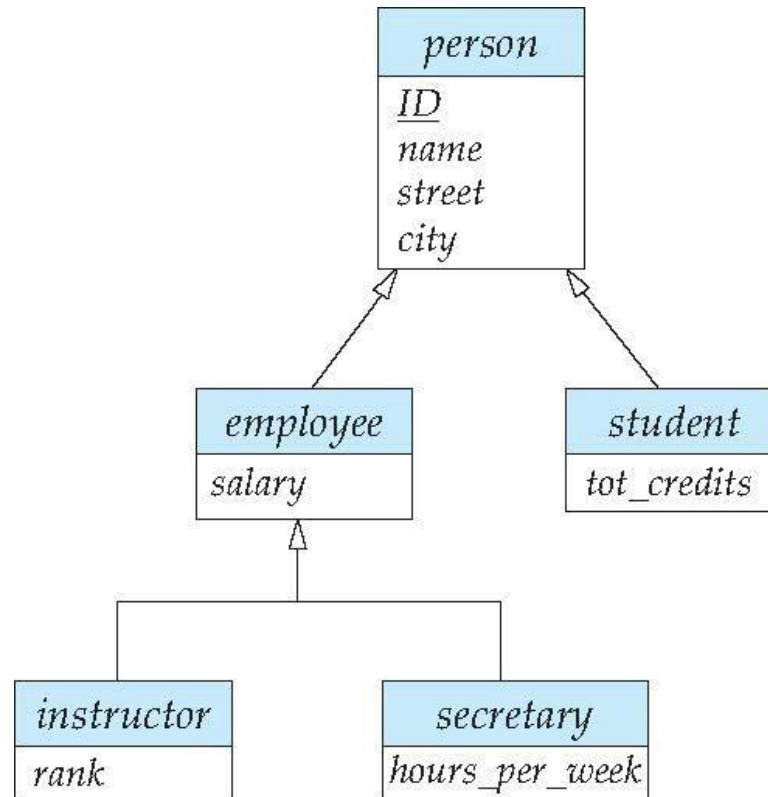 person
ID
name
street
city
employee
student
salary
tot_credits
instructor
secretary
rank
hours_per_week